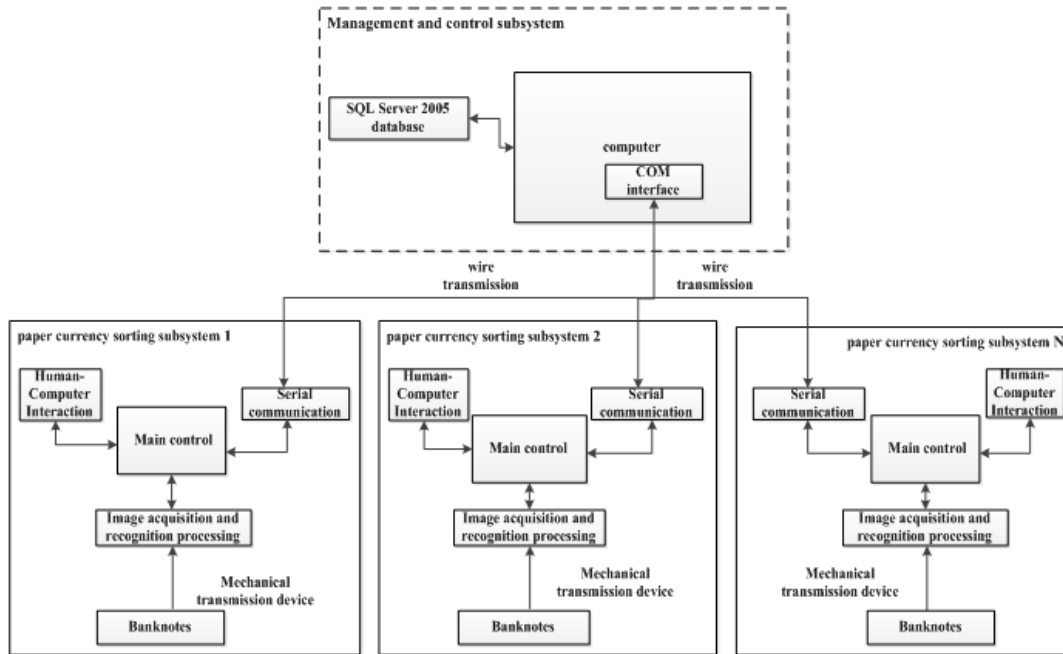 Management and control subsystem
SQL Server 2005
database
computer
COM
interface
wire
transmission
wire
transmission
paper currency sorting subsystem 1
Human-
Computer
Interaction
Serial
communication
Main control
Image acquisition and
recognition processing
Mechanical
transmission device
Banknotes
paper currency sorting subsystem 2
Human-
Computer
Interaction
Serial
communication
Main control
Image acquisition and
recognition processing
Mechanical
transmission device
Banknotes
paper currency sorting subsystem N
Serial
communication
Human-
Computer
Interaction
Main control
Image acquisition and
recognition processing
Mechanical
transmission device
Banknotes